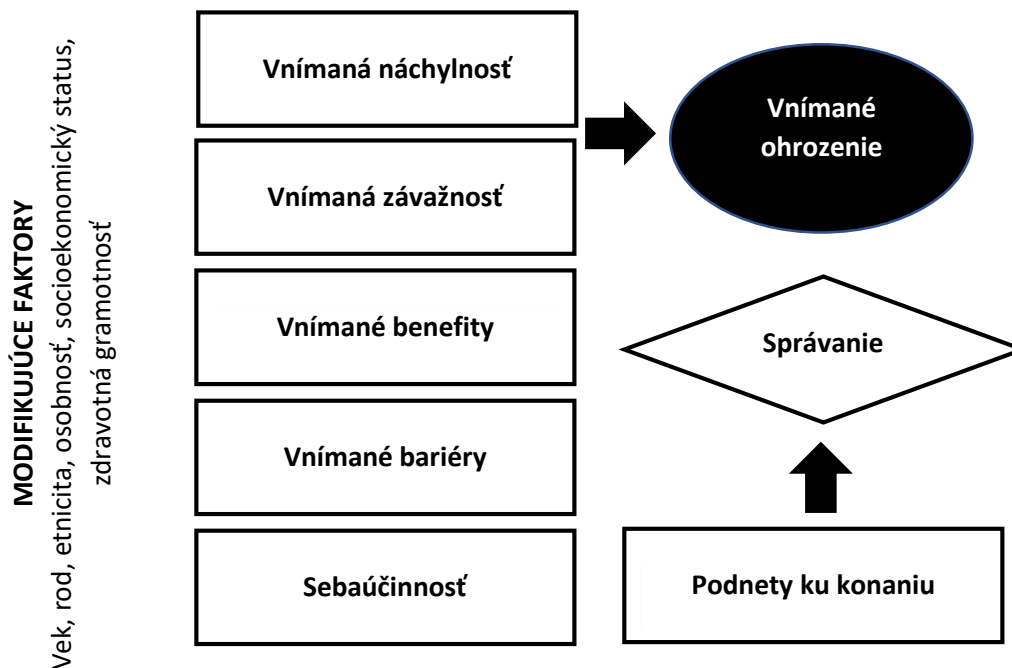 MODIFIKUJÚCE FAKTORY
Vek, rod, etnicita, osobnosť, socioekonomický status,
zdravotná gramotnosť
Vnímaná náchylnosť
Vnímaná závažnosť
Vnímané benefity
Vnímané bariéry
Sebaúčinnosť
Vnímané
ohrozenie
Správanie
Podnety ku konaniu